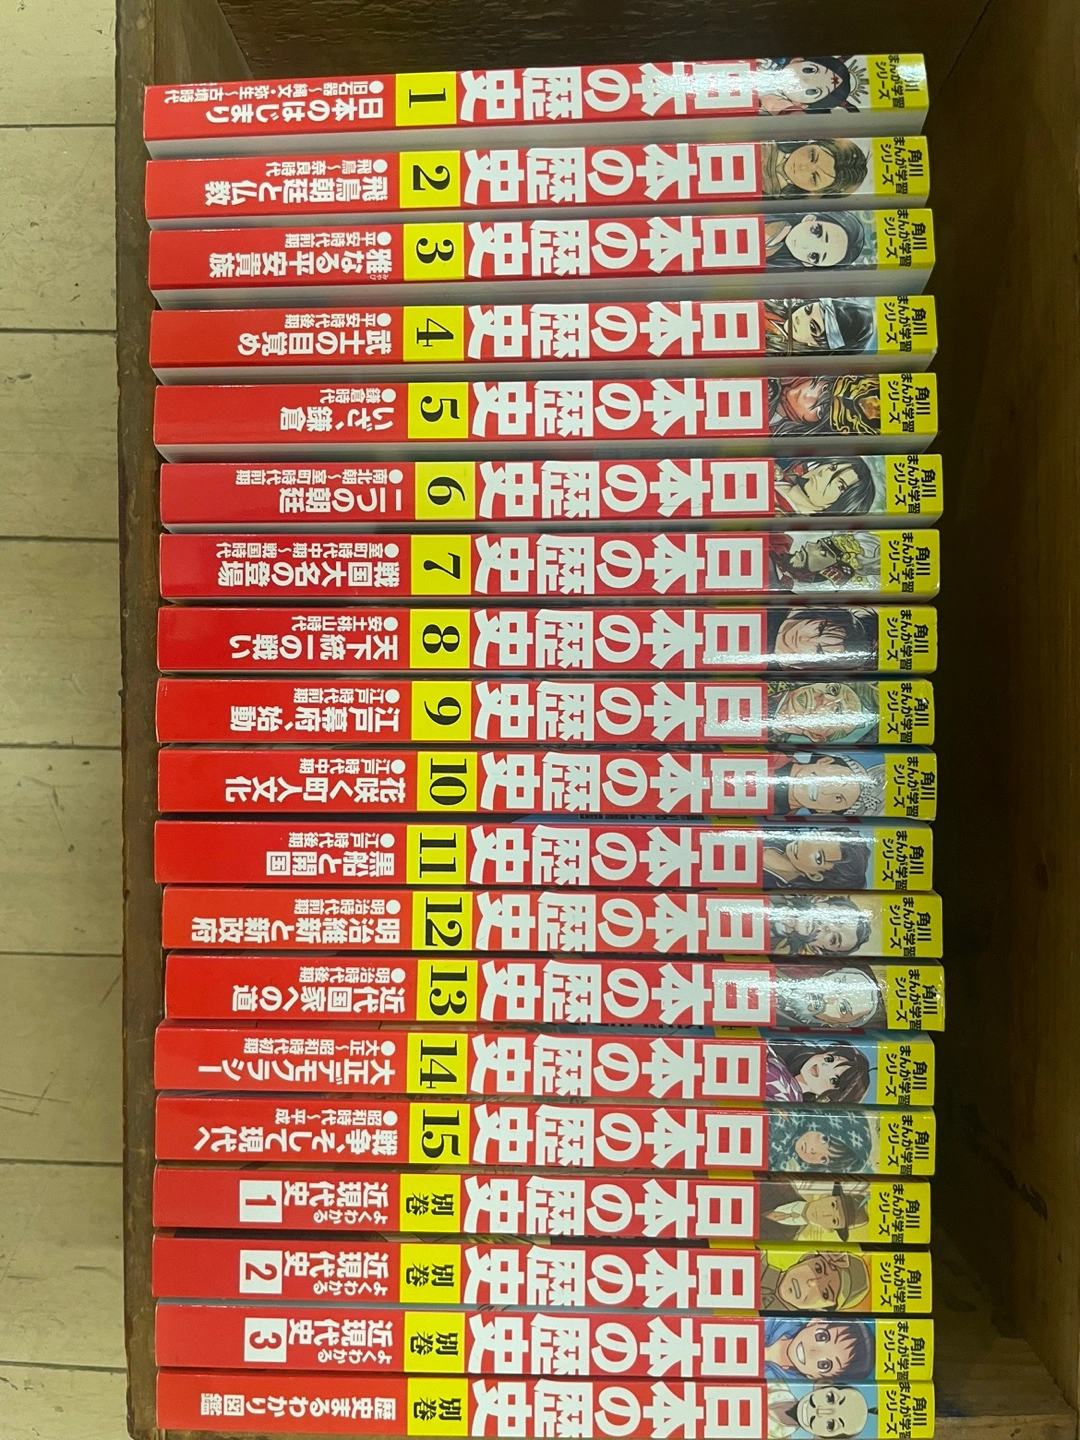 まんが学習
シリーズ
日本の歴史
1
日本のはじまり
●旧石器～縄文・弥生～古墳時代
角川
まんが学習
シリーズ
日本の歴史
2
飛鳥朝廷と仏教
●飛鳥～奈良時代
角川
まんが学習
シリーズ
日本の歴史
3
雅なる平安貴族
みやび
●平安時代前期
角川
まんが学習
シリーズ
日本の歴史
4
武士の目覚め
●平安時代後期
角川
まんが学習
シリーズ
日本の歴史
5
いざ、鎌倉
●鎌倉時代
角川
まんが学習
シリーズ
日本の歴史
6
二つの朝廷
●南北朝～室町時代前期
角川
まんが学習
シリーズ
日本の歴史
7
戦国大名の登場
●室町時代中期～戦国時代
角川
まんが学習
シリーズ
日本の歴史
8
天下統一の戦い
●安土桃山時代
角川
まんが学習
シリーズ
日本の歴史
9
江戸幕府、始動
●江戸時代前期
角川
まんが学習
シリーズ
日本の歴史
10
花咲く町人文化
●江戸時代中期
角川
まんが学習
シリーズ
日本の歴史
11
黒船と開国
●江戸時代後期
角川
まんが学習
シリーズ
日本の歴史
12
明治維新と新政府
●明治時代前期
角川
まんが学習
シリーズ
日本の歴史
13
近代国家への道
●明治時代後期
角川
まんが学習
シリーズ
日本の歴史
14
大正デモクラシー
●大正～昭和時代初期
角川
まんが学習
シリーズ
日本の歴史
15
戦争、そして現代へ
●昭和時代～平成
角川
まんが学習
シリーズ
日本の歴史
別巻
よくわかる
近現代史1
角川
まんが学習
シリーズ
日本の歴史
別巻
よくわかる
近現代史2
角川
まんが学習
シリーズ
日本の歴史
別巻
よくわかる
近現代史3
角川
まんが学習
シリーズ
日本の歴史
別巻
歴史まるわかり図鑑